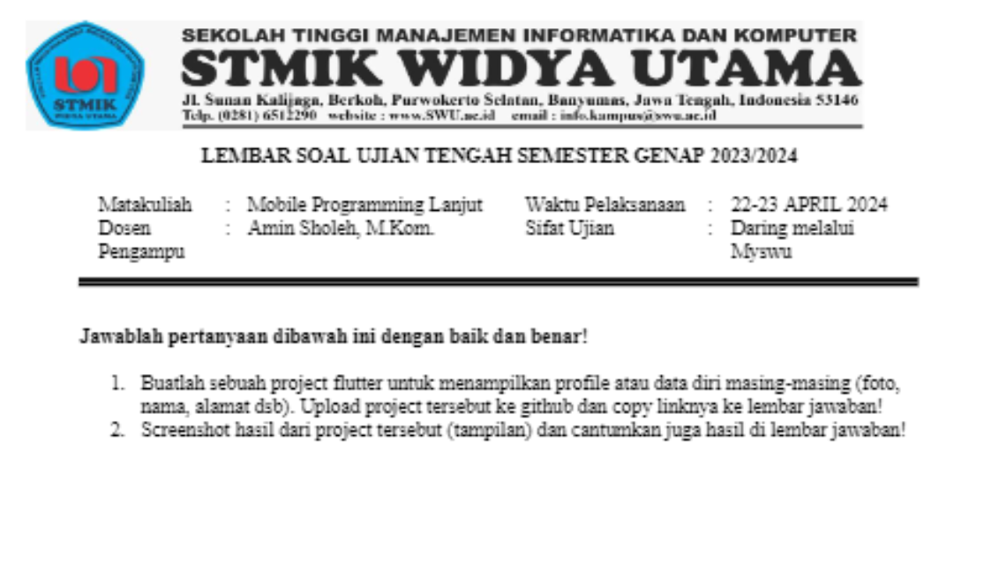 SEKOLAH TINGGI MANAJEMEN INFORMATIKA DAN KOMPUTER
STMIK WIDYA UTAMA
Jl. Sunan Kalijaga, Berkoh, Purwokerto Selatan, Banyumas, Jawa Tengah, Indonesia 53146
Telp. (0281) 6512290 website : www.SWU.ac.id email : info.kampus@swu.ac.id
STMIK
WIDYA UTAMA
LEMBAR SOAL UJIAN TENGAH SEMESTER GENAP 2023/2024
Matakuliah : Mobile Programming Lanjut Waktu Pelaksanaan : 22-23 APRIL 2024
Dosen : Amin Sholeh, M.Kom. Sifat Ujian : Daring melalui
Pengampu Myswu
Jawablah pertanyaan dibawah ini dengan baik dan benar!
1. Buatlah sebuah project flutter untuk menampilkan profile atau data diri masing-masing (foto,
nama, alamat dsb). Upload project tersebut ke github dan copy linknya ke lembar jawaban!
2. Screenshot hasil dari project tersebut (tampilan) dan cantumkan juga hasil di lembar jawaban!